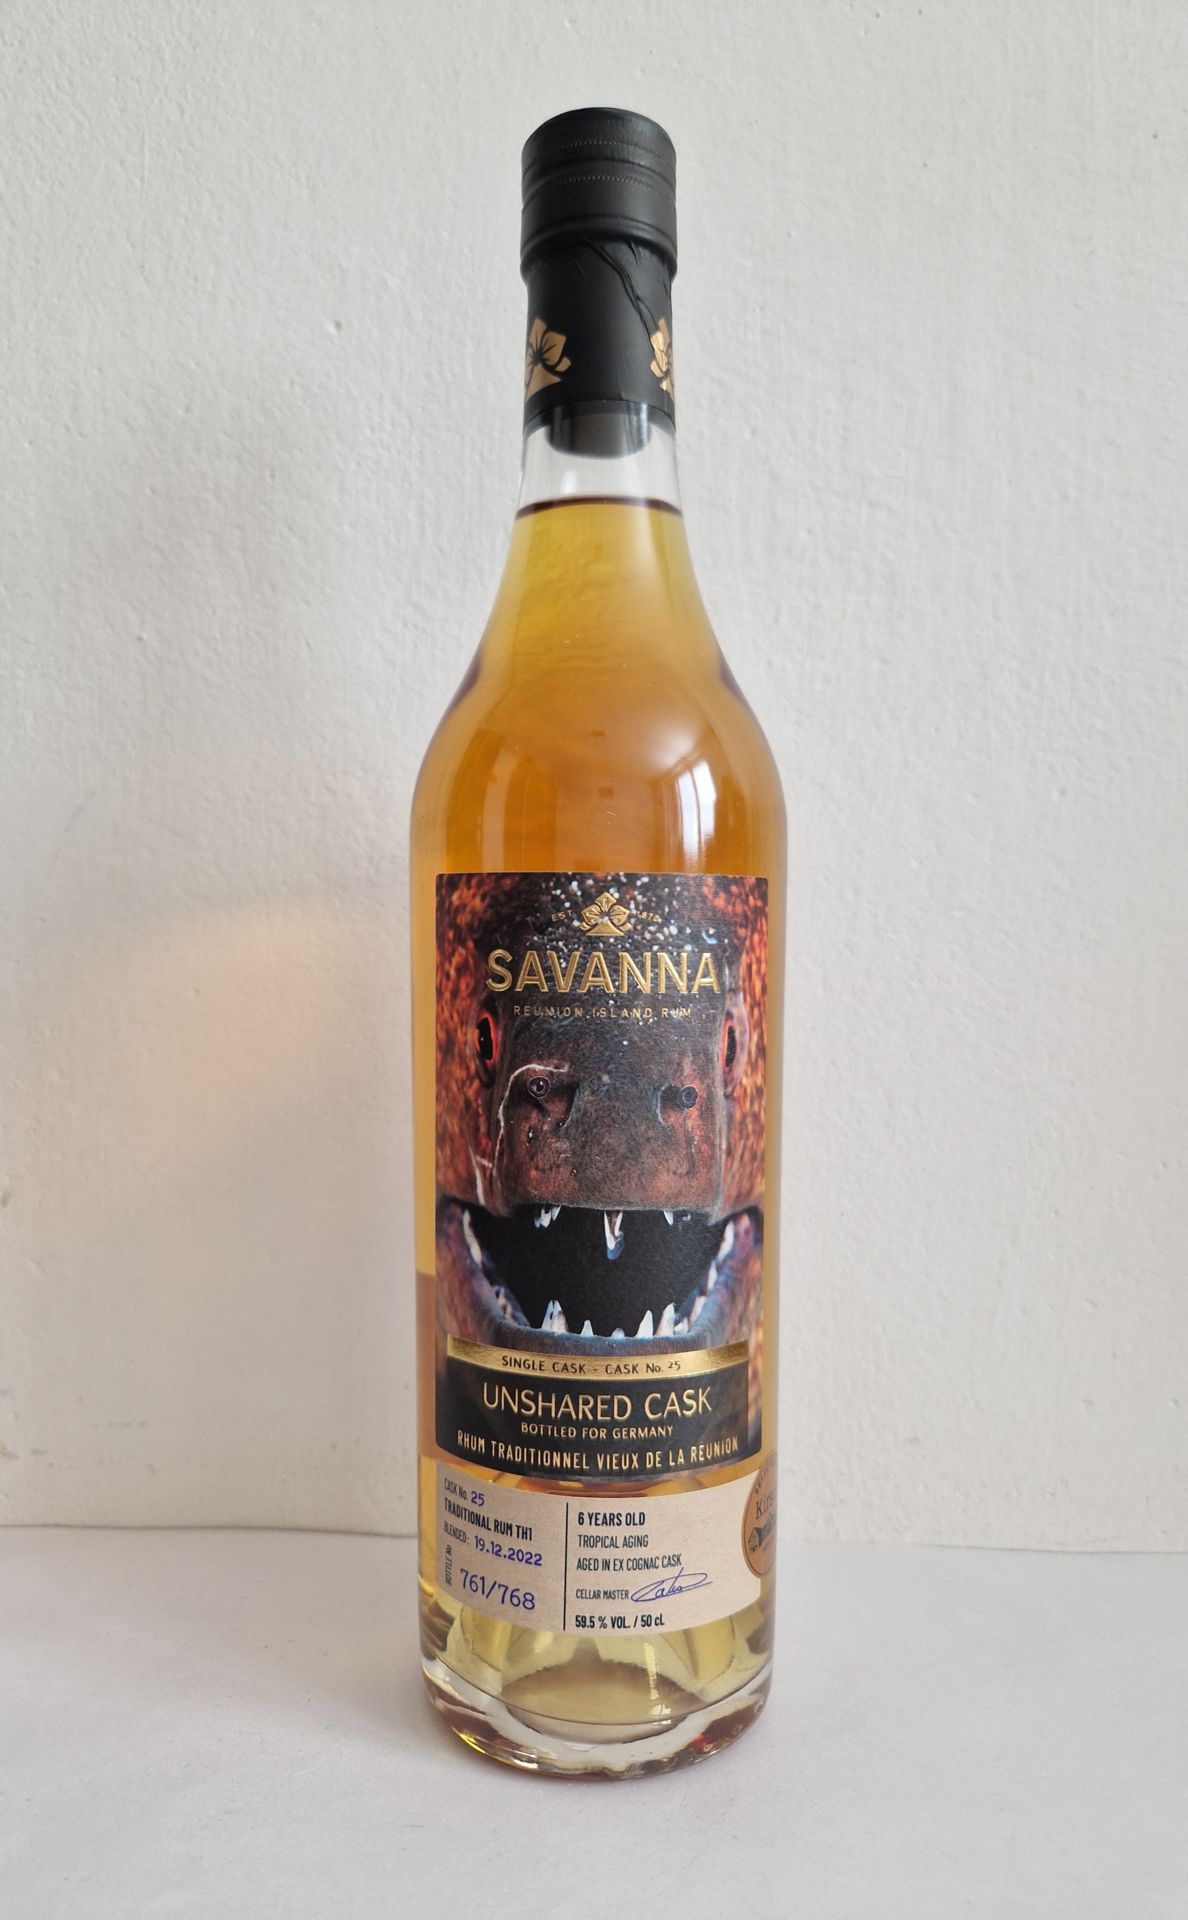 EST. 1870
SAVANNA
REUNION ISLAND RUM
SINGLE CASK - CASK No. 25
UNSHARED CASK
BOTTLED FOR GERMANY
RHUM TRADITIONNEL VIEUX DE LA RÉUNION
CASK No. 25
TRADITIONAL RUM TH1
BLENDED: 19.12.2022
BOTTLE No 761/768
6 YEARS OLD
TROPICAL AGING
AGED IN EX COGNAC CASK
CELLAR MASTER
59.5 % VOL. / 50 cL